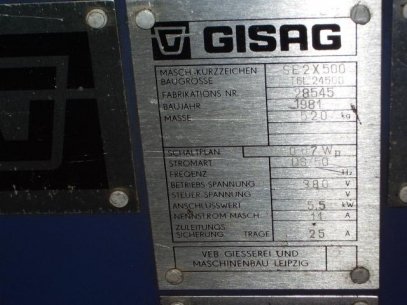 GISAG
MASCH.-KURZZEICHEN SE 2X500
BAUGRÖSSE
FABRIKATIONS NR. 28545
BAUJAHR 1981
MASSE 520 kg
SCHALTPLAN
STROMART DS/50
FREQENZ Hz
BETRIEBS-SPANNUNG 380 V
STEUER-SPANNUNG V
ANSCHLUSSWERT 5,5 kW
NENNSTROM MASCH. 11 A
ZULEITUNGS
SICHERUNG TRÄGE 25 A
VEB GIESSEREI UND
MASCHINENBAU LEIPZIG